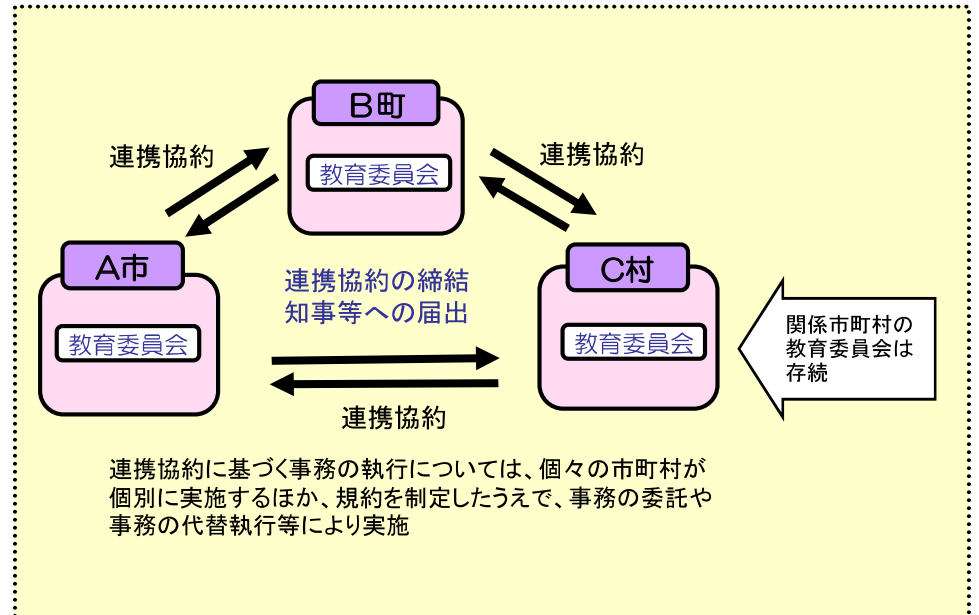 B町
教育委員会
連携協約
連携協約
A市
教育委員会
連携協約の締結
知事等への届出
C村
教育委員会
関係市町村の
教育委員会は
存続
連携協約
連携協約に基づく事務の執行については、個々の市町村が
個別に実施するほか、規約を制定したうえで、事務の委託や
事務の代替執行等により実施